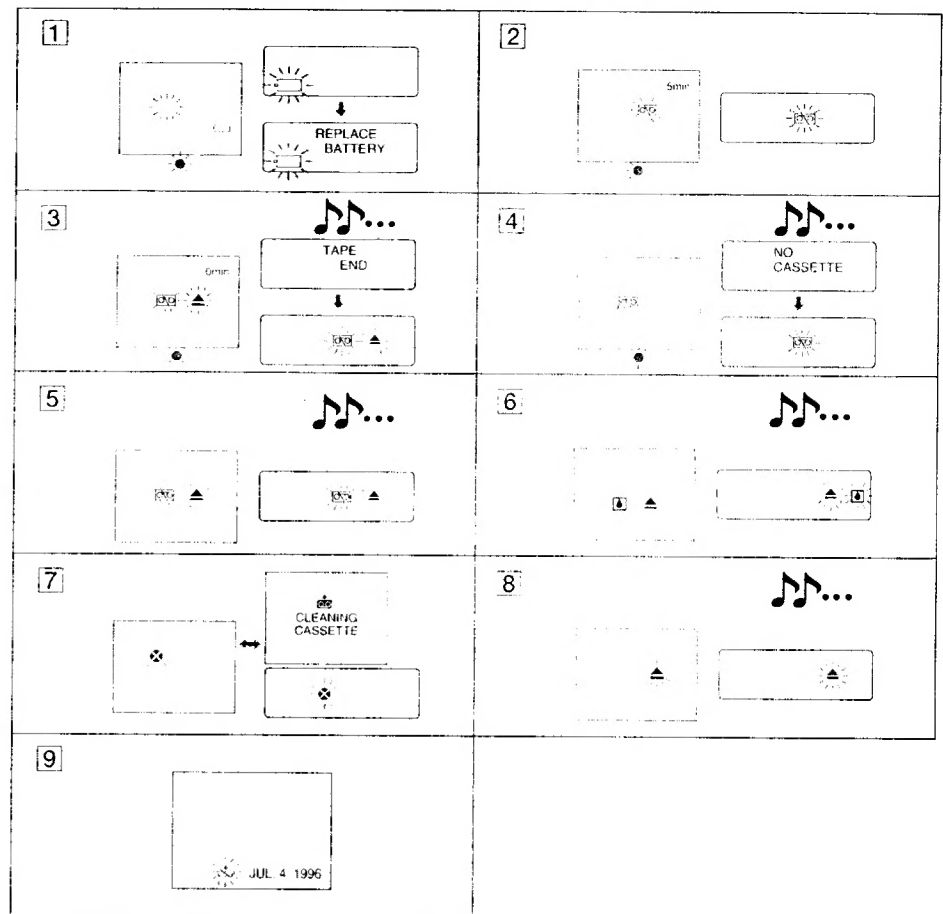 1
REPLACE
BATTERY
2
5min
3
TAPE
END
0min
4
NO
CASSETTE
5
6
7
CLEANING
CASSETTE
8
9
JUL. 4 1996